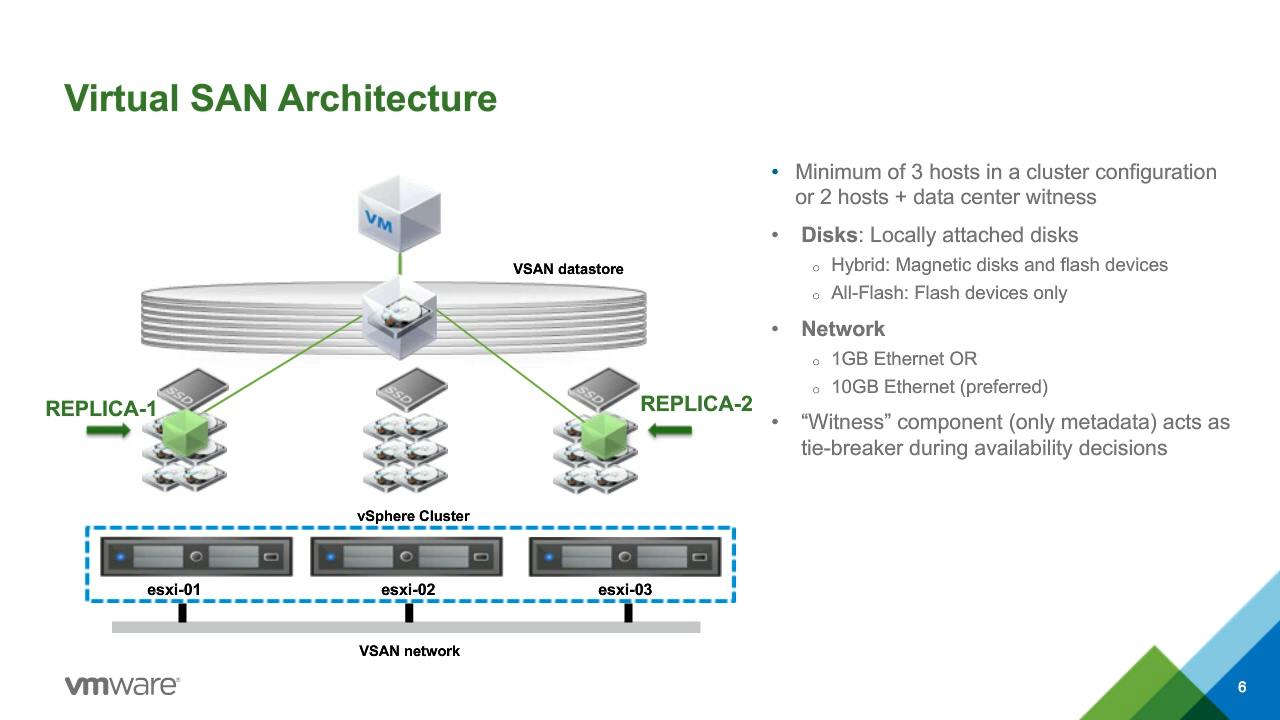 Virtual SAN Architecture
VM
VSAN datastore
SSD
SSD
SSD
REPLICA-1
REPLICA-2
vSphere Cluster
esxi-01
esxi-02
esxi-03
VSAN network
• Minimum of 3 hosts in a cluster configuration
or 2 hosts + data center witness
• Disks: Locally attached disks
○ Hybrid: Magnetic disks and flash devices
○ All-Flash: Flash devices only
• Network
○ 1GB Ethernet OR
○ 10GB Ethernet (preferred)
• “Witness” component (only metadata) acts as
tie-breaker during availability decisions
vmware®
6